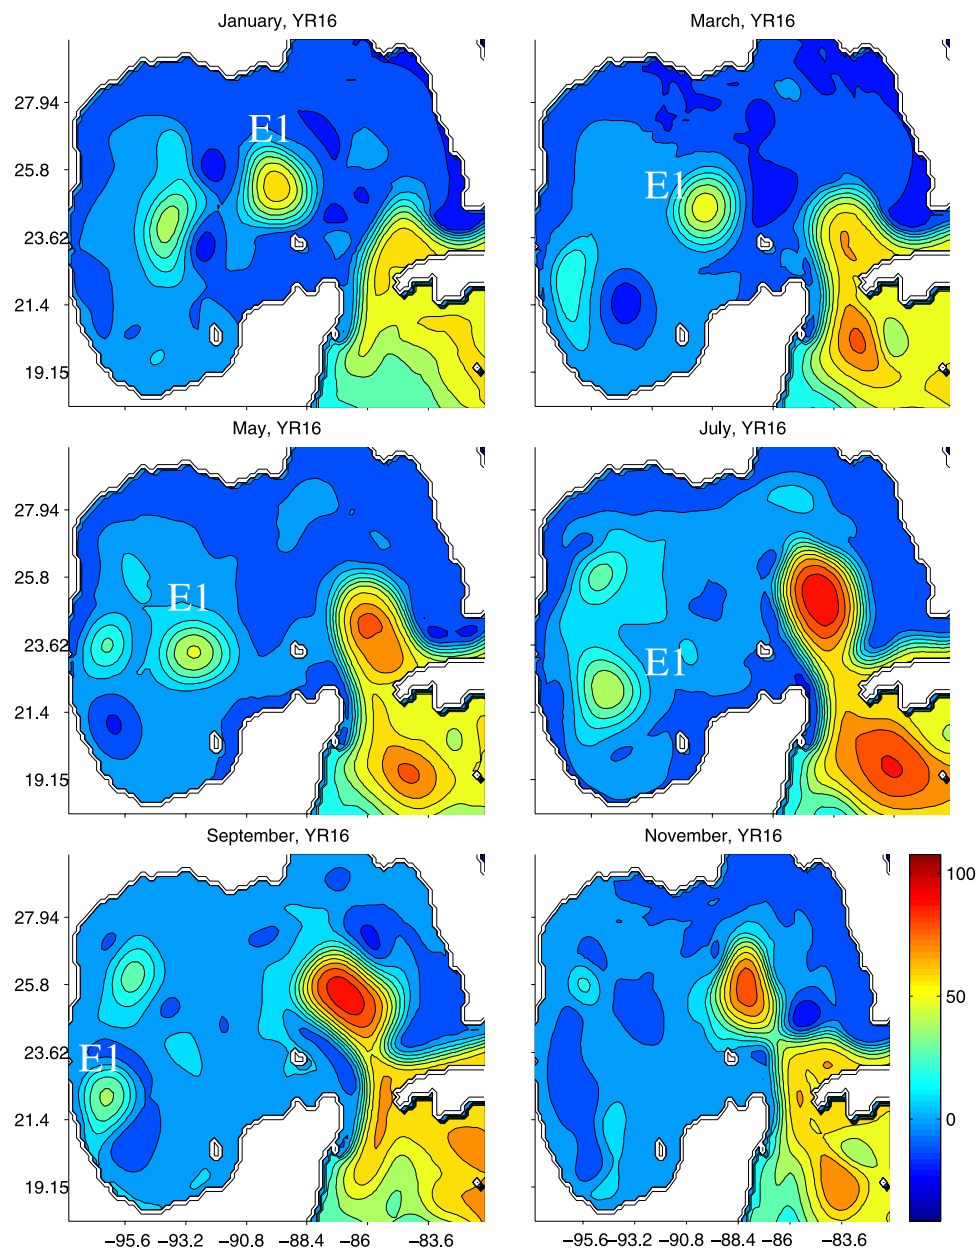 January, YR16 March, YR16
E1
27.94
25.8
E1
23.62
21.4
19.15
May, YR16 July, YR16
27.94
25.8
E1
23.62
E1
21.4
19.15
September, YR16 November, YR16
100
27.94
25.8
50
E1
23.62
21.4
0
19.15
−95.6 −93.2 −90.8 −88.4 −86 −83.6 −95.6 −93.2 −90.8 −88.4 −86 −83.6